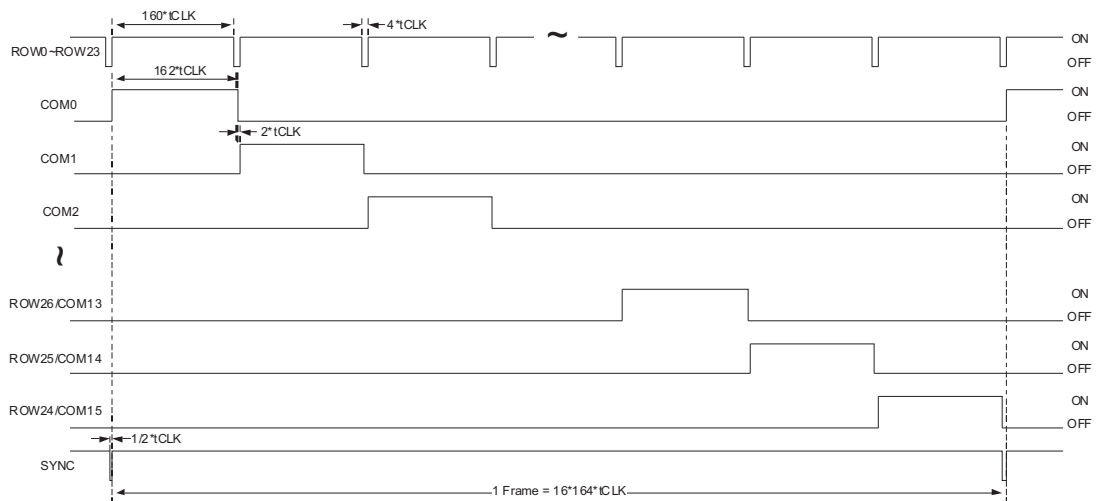 160*tCLK
4*tCLK
ROW0~ROW23
~
ON
OFF
162*tCLK
COM0
ON
OFF
2*tCLK
COM1
ON
OFF
COM2
ON
OFF
~
ROW26/COM13
ON
OFF
ROW25/COM14
ON
OFF
ROW24/COM15
ON
OFF
1/2*tCLK
SYNC
1 Frame = 16*164*tCLK